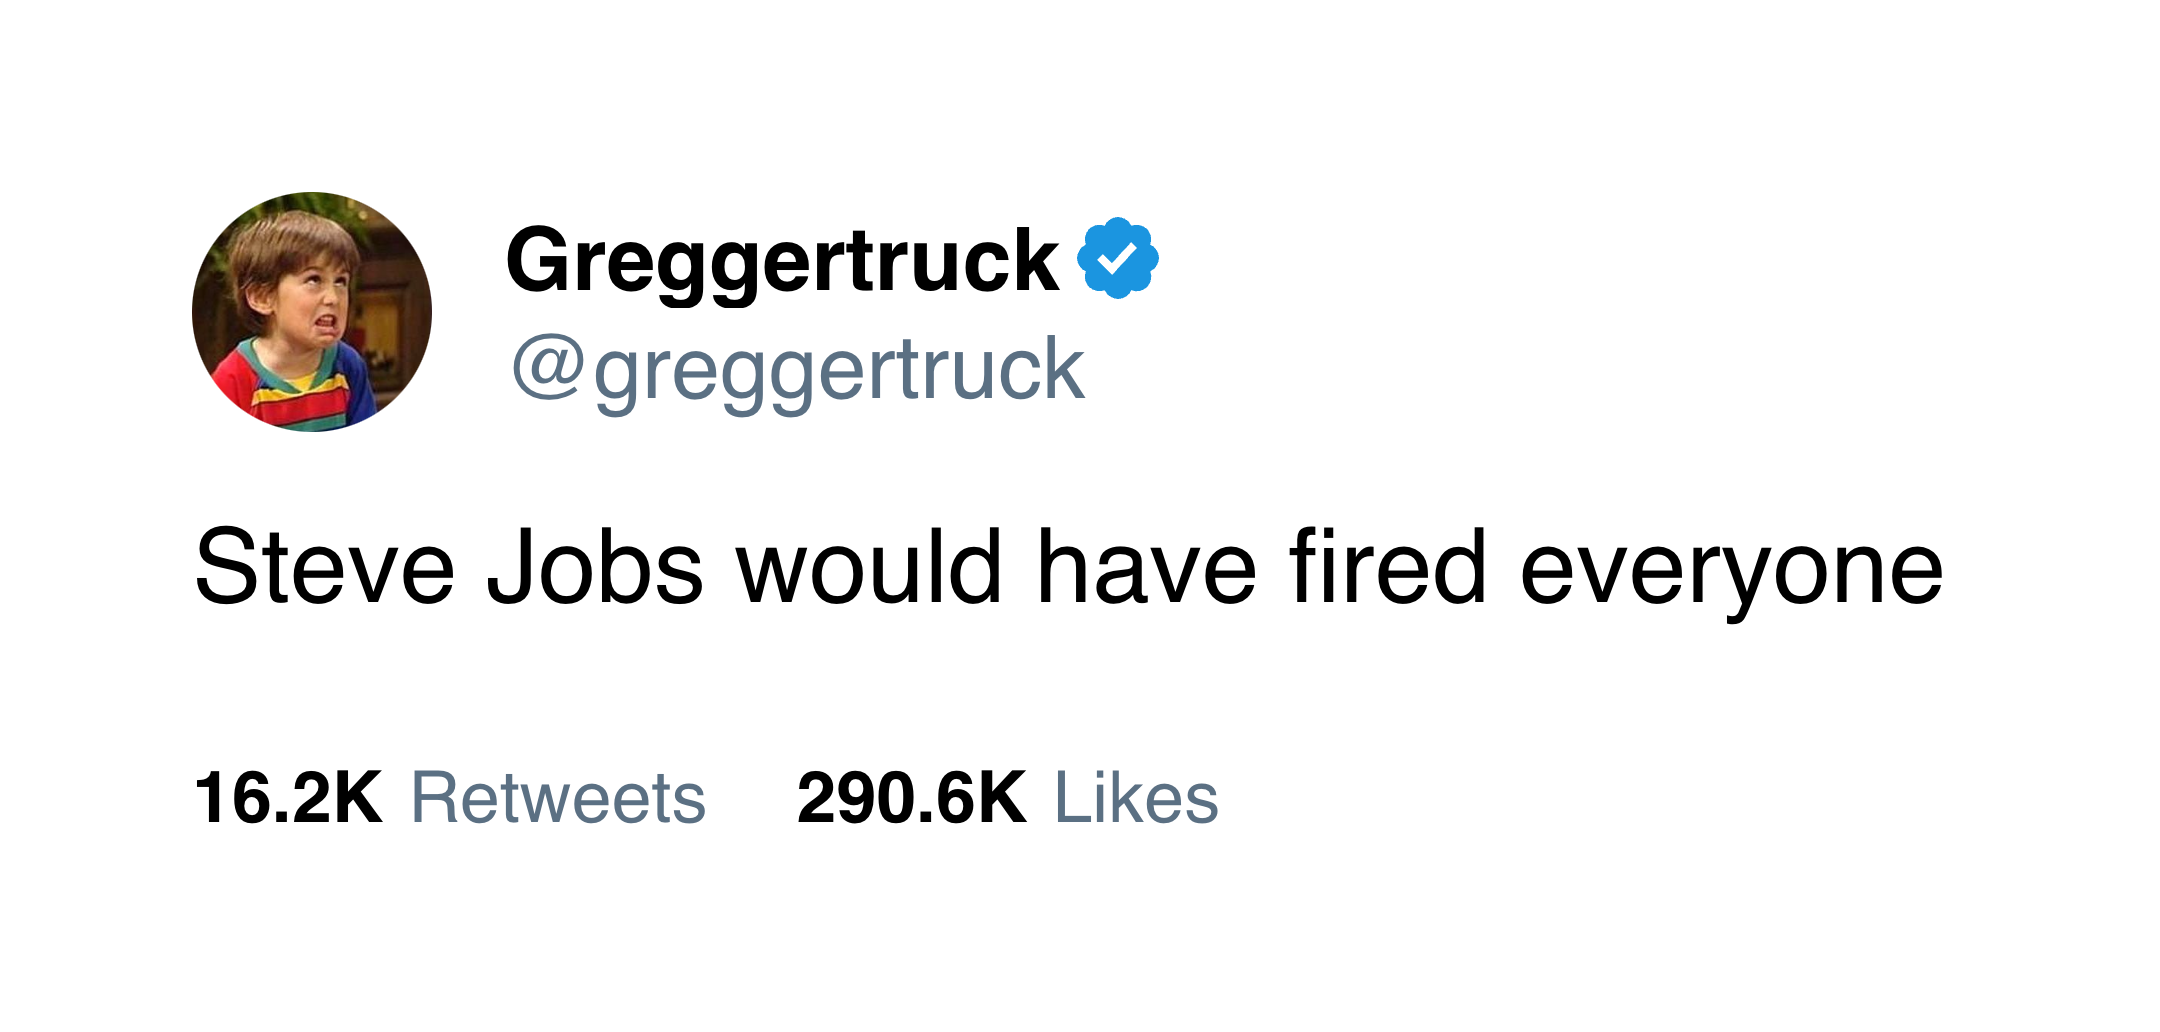 Greggertruck
@greggertruck
Steve Jobs would have fired everyone
16.2K Retweets 290.6K Likes